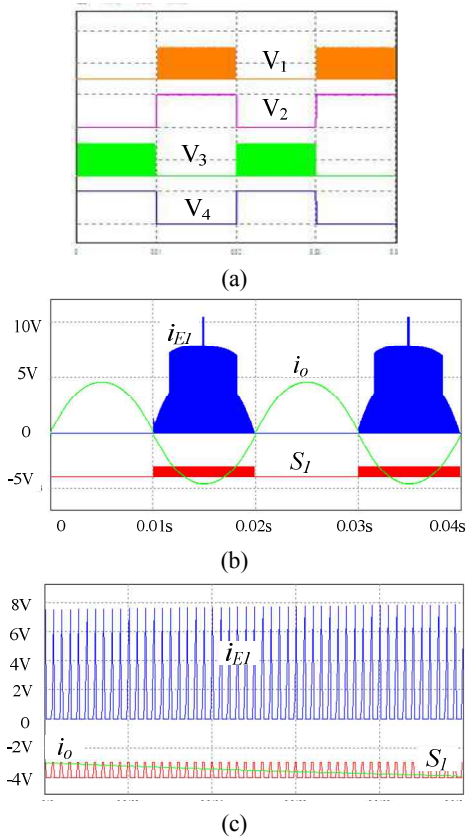 V1
V2
V3
V4
(a)
10V
iE1
5V
io
0
S1
-5V
0 0.01s 0.02s 0.03s 0.04s
(b)
8V
6V
iE1
4V
2V
0
-2V
io
S1
-4V
(c)